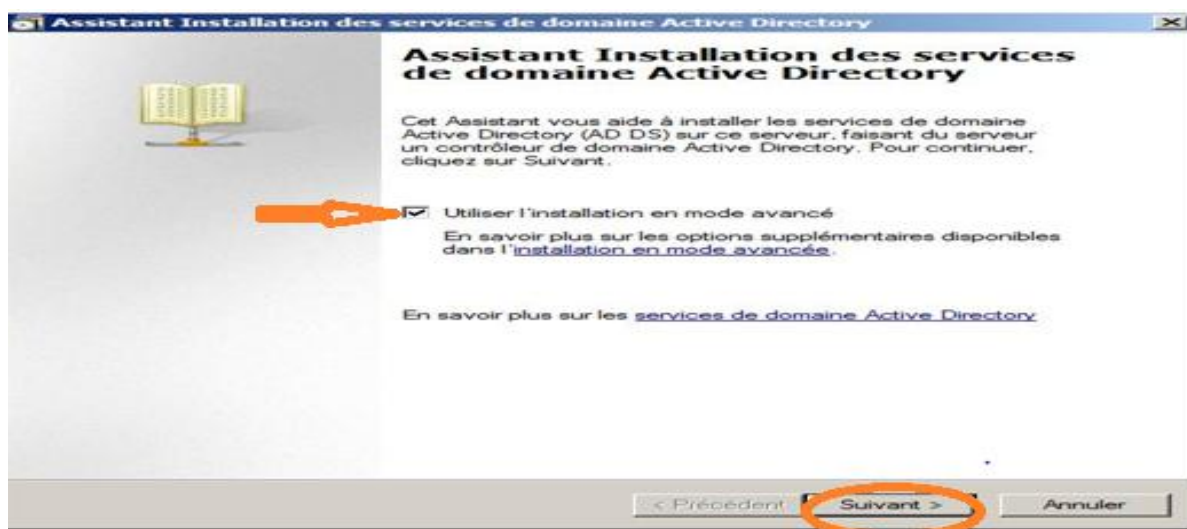 Assistant Installation des services de domaine Active Directory
Assistant Installation des services
de domaine Active Directory
Cet Assistant vous aide à installer les services de domaine
Active Directory (AD DS) sur ce serveur, faisant du serveur
un contrôleur de domaine Active Directory. Pour continuer,
cliquez sur Suivant.
Utiliser l'installation en mode avancé
En savoir plus sur les options supplémentaires disponibles
dans l'installation en mode avancée.
En savoir plus sur les services de domaine Active Directory
< Précédent Suivant > Annuler